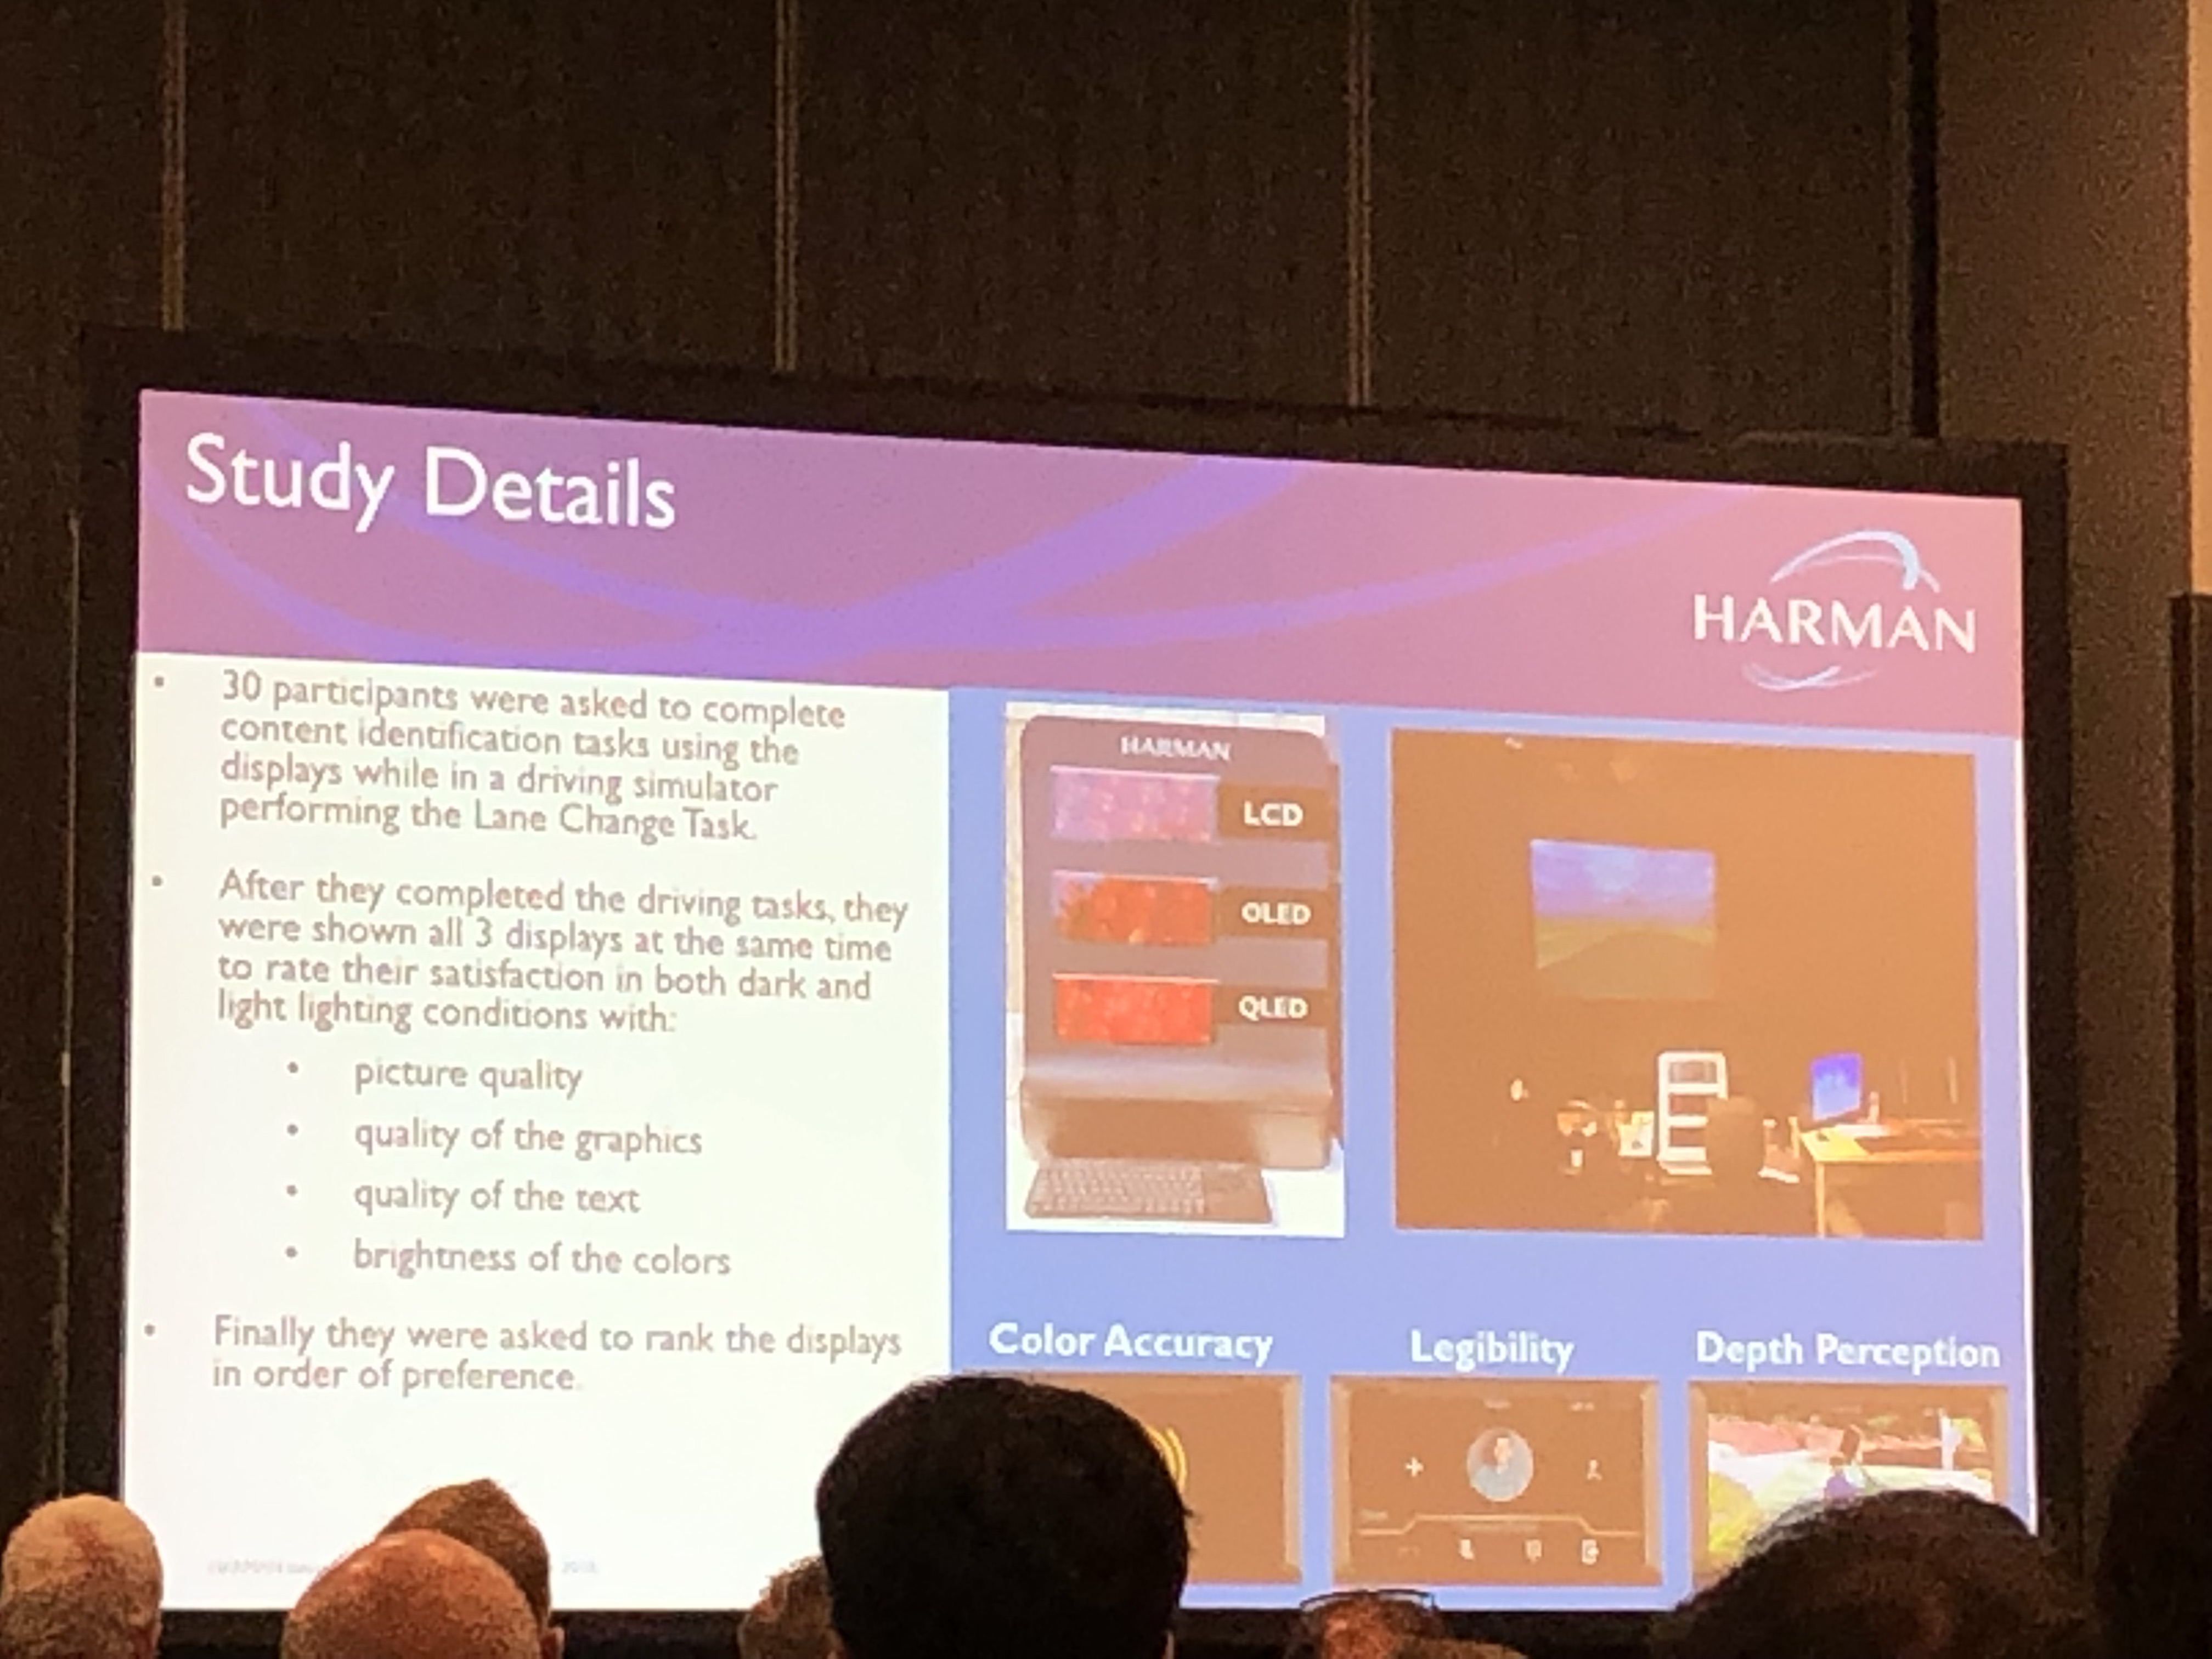 Study Details
HARMAN
• 30 participants were asked to complete
content identification tasks using the
displays while in a driving simulator
performing the Lane Change Task.
• After they completed the driving tasks, they
were shown all 3 displays at the same time
to rate their satisfaction in both dark and
light lighting conditions with:
• picture quality
• quality of the graphics
• quality of the text
• brightness of the colors
• Finally they were asked to rank the displays
in order of preference.
HARMAN
LCD
OLED
QLED
Color Accuracy
Legibility
Depth Perception